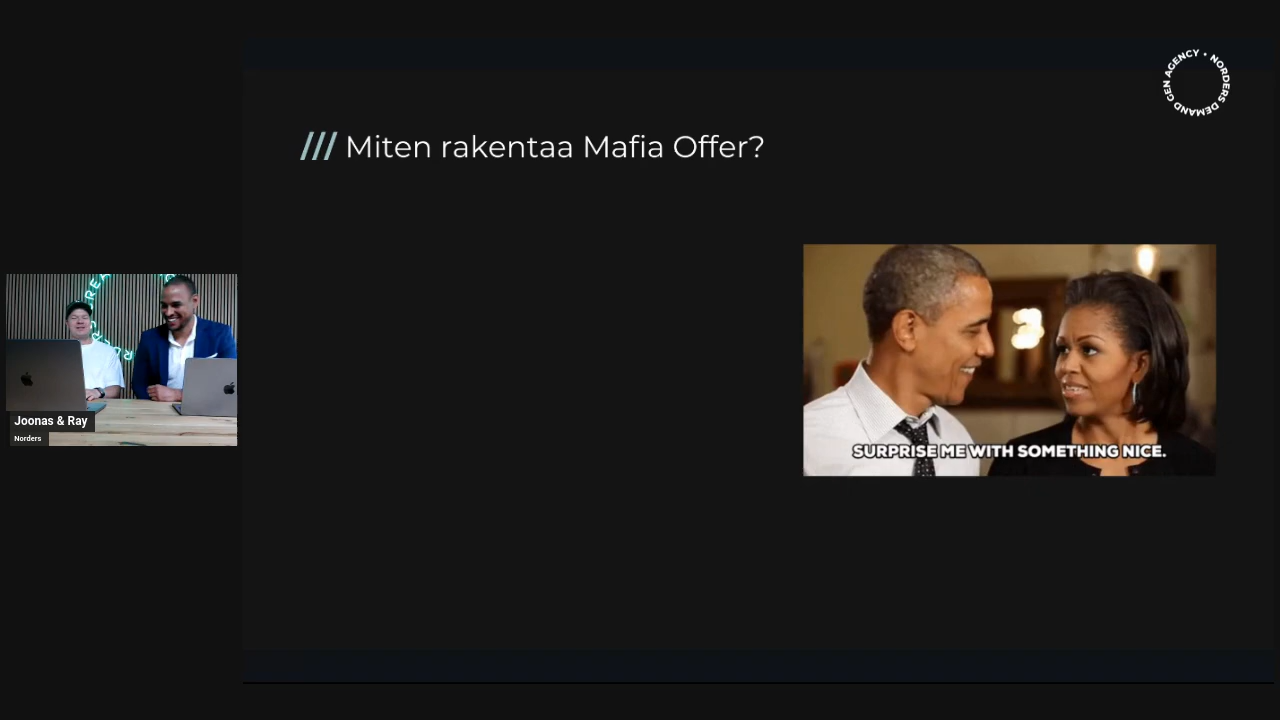 NORDERS DEMAND GEN AGENCY •
/// Miten rakentaa Mafia Offer?
SURPRISE ME WITH SOMETHING NICE.
Joonas & Ray
Norders